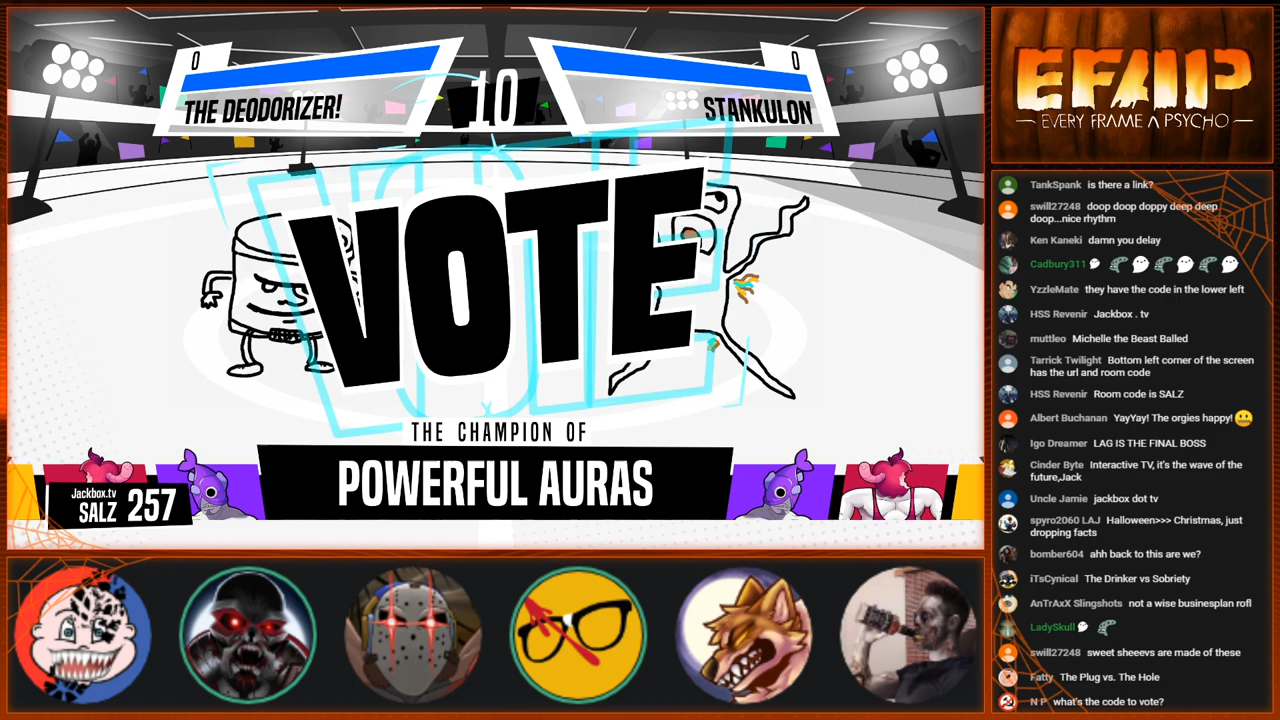 0
THE DEODORIZER!
10
0
STANKULON
VOTE
THE CHAMPION OF
POWERFUL AURAS
Jackbox.tv
SALZ 257
EFAP
EVERY FRAME A PSYCHO
TankSpank is there a link?
swill27248 doop doop doppy deep deep
doop...nice rhythm
Ken Kaneki damn you delay
Cadbury311
YzzleMate they have the code in the lower left
HSS Revenir Jackbox . tv
muttleo Michelle the Beast Balled
Tarrick Twilight Bottom left corner of the screen
has the url and room code
HSS Revenir Room code is SALZ
Albert Buchanan YayYay! The orgies happy!
Igo Dreamer LAG IS THE FINAL BOSS
Cinder Byte Interactive TV, it's the wave of the
future,Jack
Uncle Jamie jackbox dot tv
spyro2060 LAJ Halloween>>> Christmas, just
dropping facts
bomber604 ahh back to this are we?
iTsCynical The Drinker vs Sobriety
AnTrAxX Slingshots not a wise businesplan rofl
LadySkull
swill27248 sweet sheeevs are made of these
Fatty The Plug vs. The Hole
N P what's the code to vote?